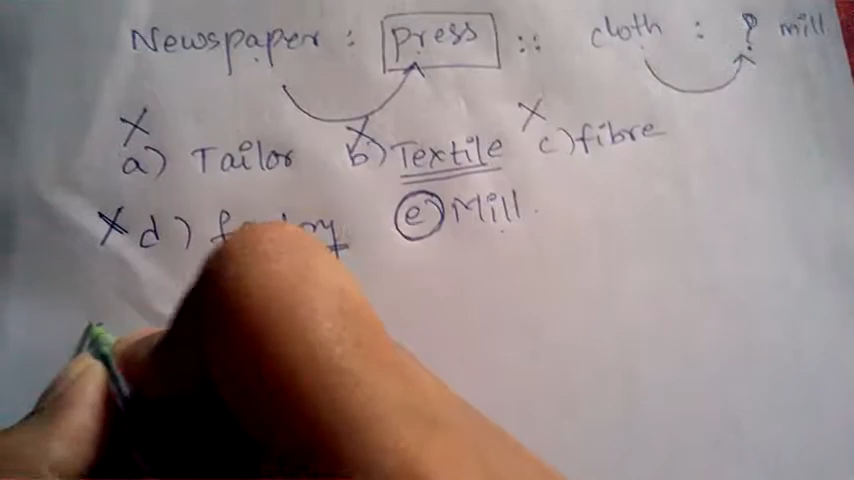 Newspaper : press :: cloth : ? mill
a) Tailor b) Textile c) fibre
d) e) Mill.